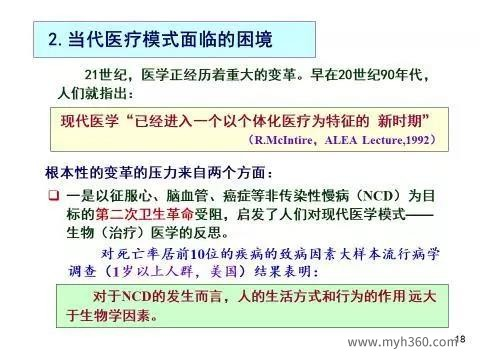 2.当代医疗模式面临的困境
21世纪，医学正经历着重大的变革。早在20世纪90年代，
人们就指出：
现代医学“已经进入一个以个体化医疗为特征的 新时期”
（R.McIntire，ALEA Lecture,1992）
根本性的变革的压力来自两个方面：
❑ 一是以征服心、脑血管、癌症等非传染性慢病（NCD）为目
标的第二次卫生革命受阻，启发了人们对现代医学模式——
生物（治疗）医学的反思。
对死亡率居前10位的疾病的致病因素大样本流行病学
调查（1岁以上人群，美国）结果表明：
对于NCD的发生而言，人的生活方式和行为的作用 远大
于生物学因素。
18
www.myh360.com